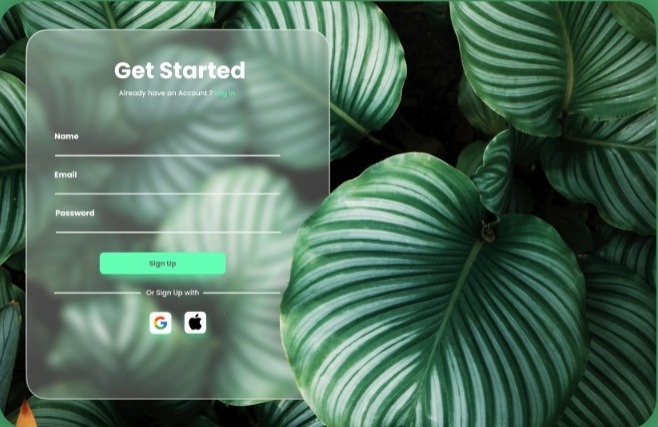 Get Started
Already have an Account ? Log in
Name
Email
Password
Sign Up
Or Sign Up with